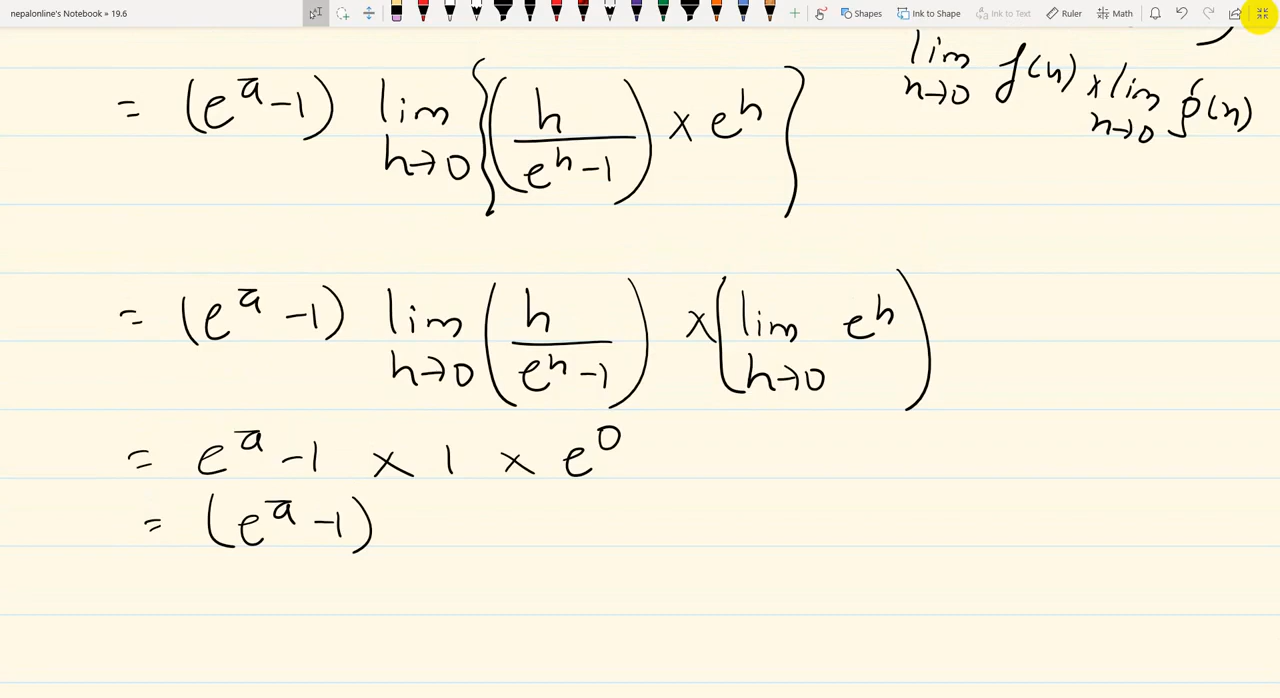 nepalonline's Notebook » 19.6
Shapes Ink to Shape Ink to Text Ruler Math
lim f(h) × lim g(h)
h→0 h→0
= (e^a - 1) lim { ( h / e^h - 1 ) × e^h }
h→0
= (e^a - 1) lim ( h / e^h - 1 ) × ( lim e^h )
h→0 h→0
= e^a - 1 × 1 × e^0
= (e^a - 1)